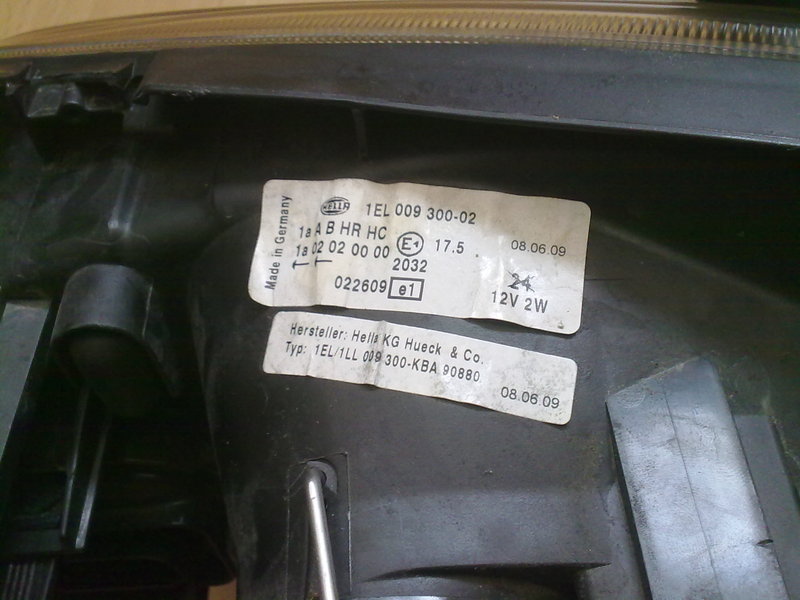 Made in Germany
HELLA 1EL 009 300-02
1a A B HR HC E1 17.5 08.06.09
1a 02 02 00 00
2032
24
022609 e1 12V 2W
Hersteller: Hella KG Hueck & Co.
Typ: 1EL/1LL 009 300-KBA 90880
08.06.09